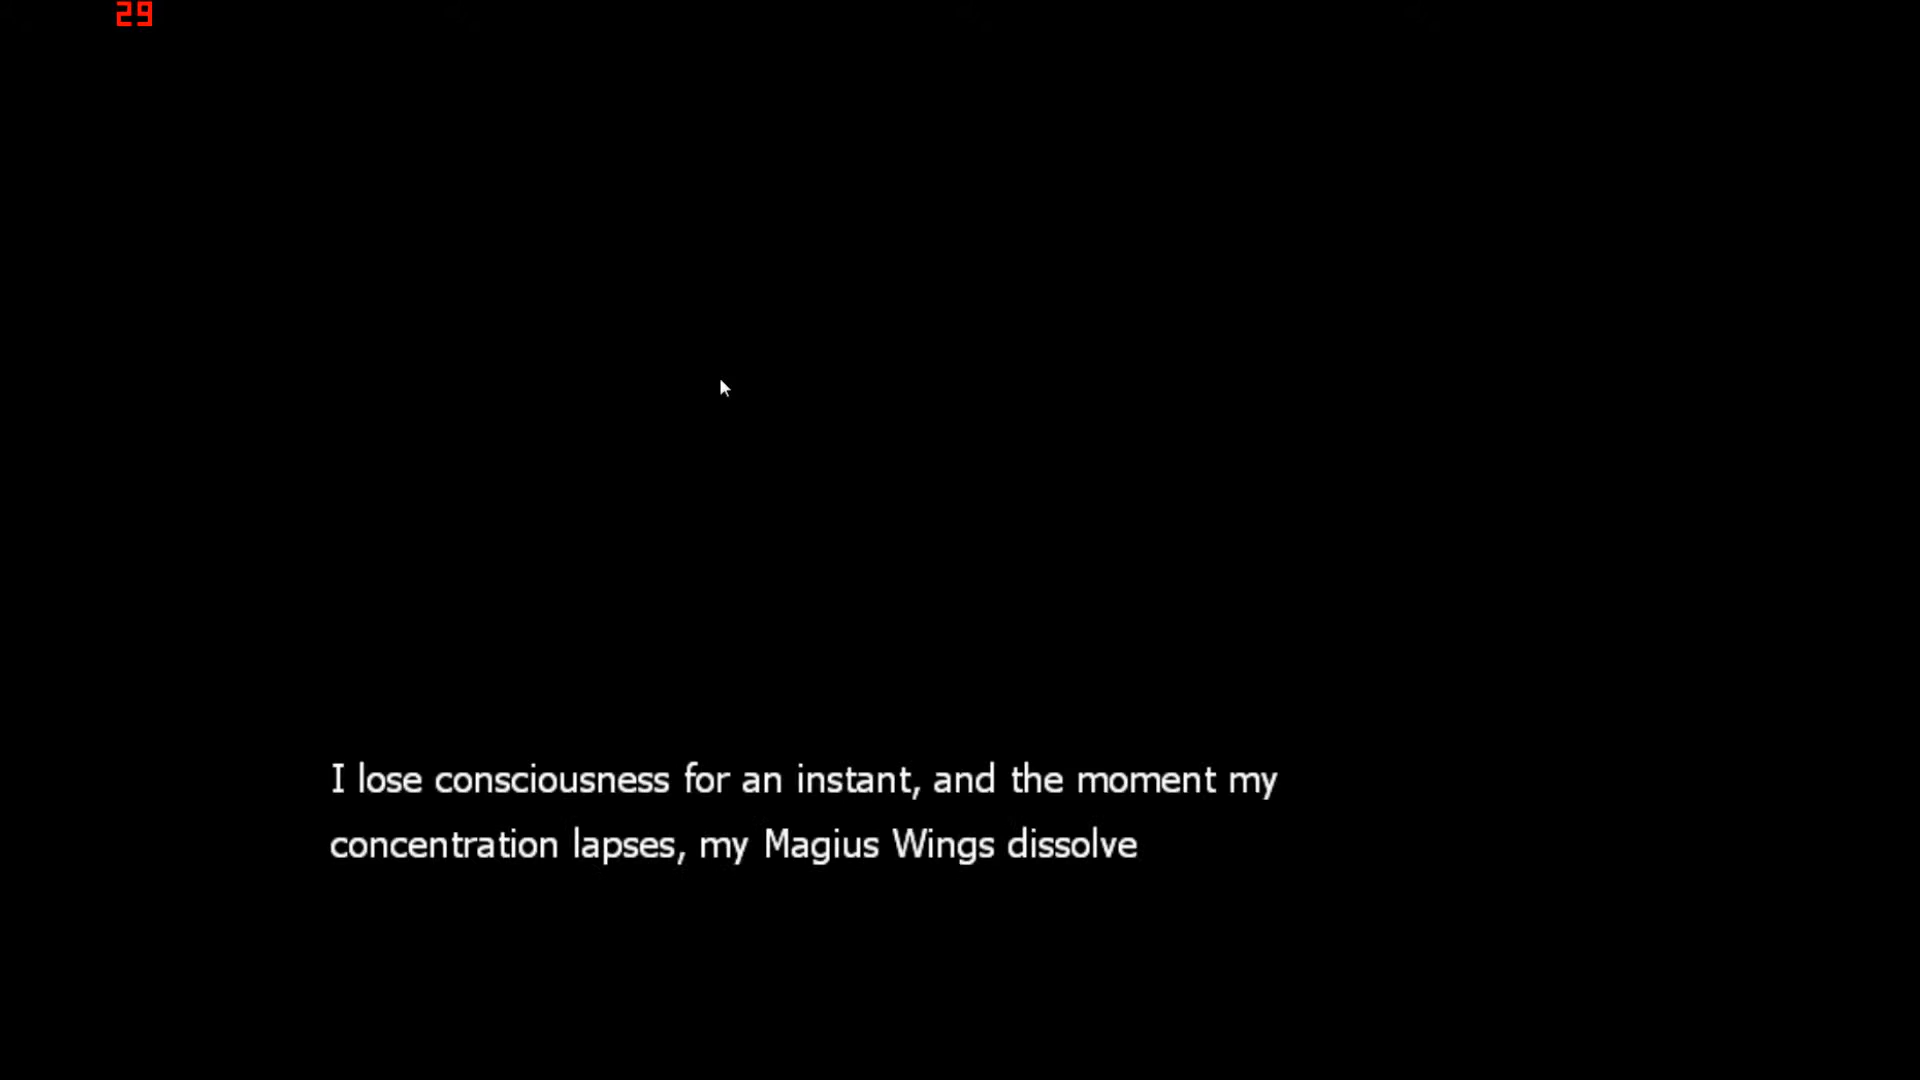 29
I lose consciousness for an instant, and the moment my
concentration lapses, my Magius Wings dissolve